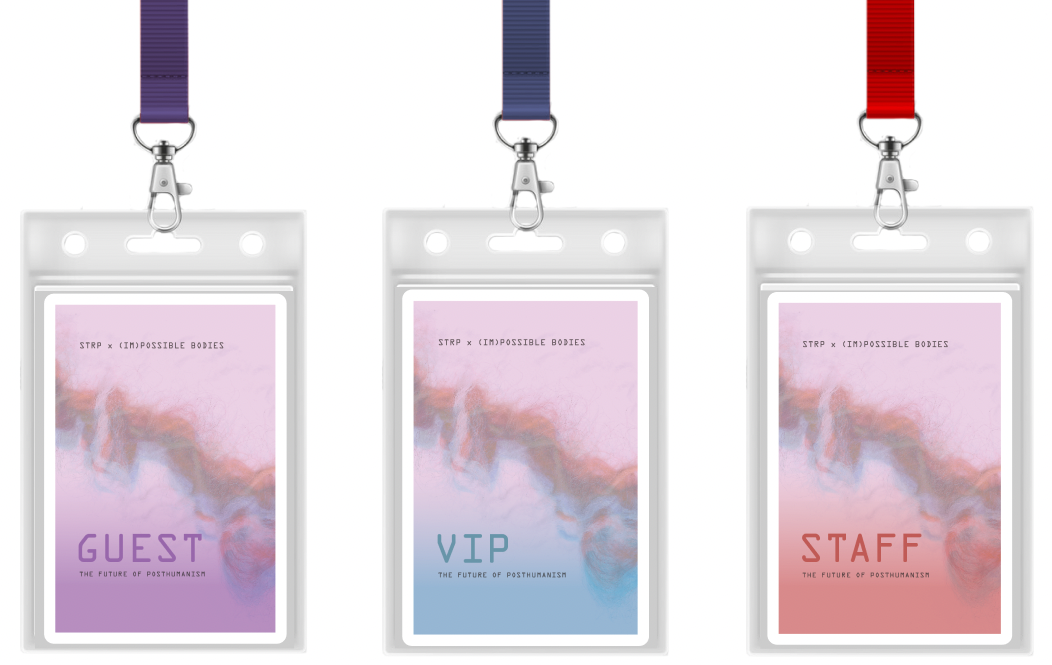 STRP x (IM)POSSIBLE BODIES
GUEST
THE FUTURE OF POSTHUMANISM
STRP x (IM)POSSIBLE BODIES
VIP
THE FUTURE OF POSTHUMANISM
STRP x (IM)POSSIBLE BODIES
STAFF
THE FUTURE OF POSTHUMANISM